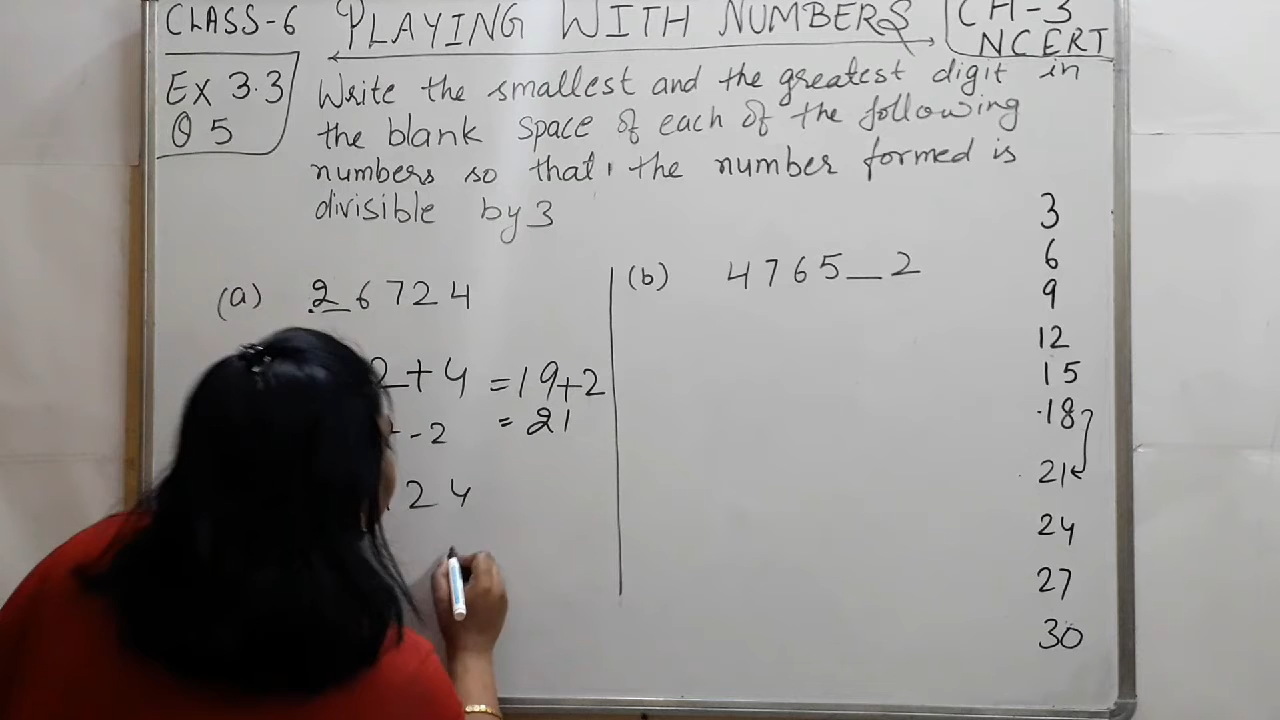 CLASS-6 PLAYING WITH NUMBERS CH-3
NCERT
Ex 3.3
Q 5
Write the smallest and the greatest digit in
the blank space of each of the following
numbers so that, the number formed is
divisible by 3
(a) 26724
2+4 =19+2
=21
-2
24
(b) 4765_2
3
6
9
12
15
18
21
24
27
30